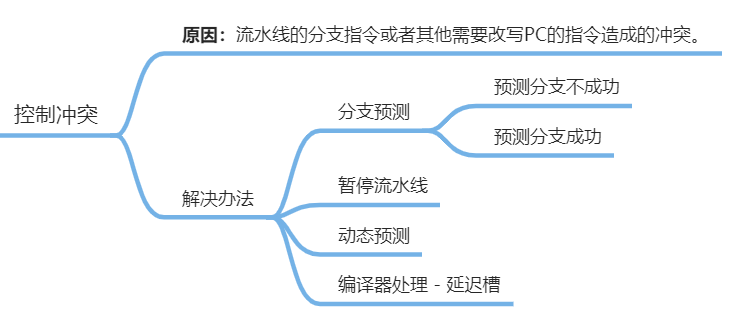 原因：流水线的分支指令或者其他需要改写PC的指令造成的冲突。
控制冲突
解决办法
分支预测
预测分支不成功
预测分支成功
暂停流水线
动态预测
编译器处理 - 延迟槽